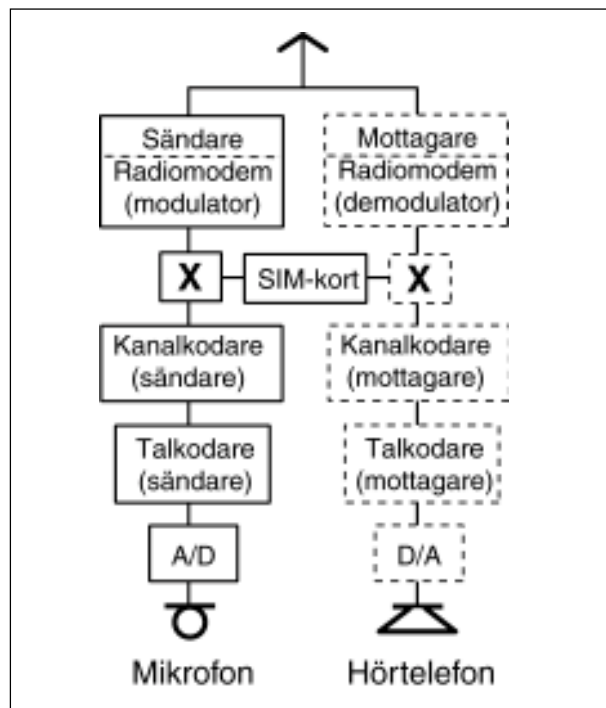 Sändare
Radiomodem
(modulator)
Mottagare
Radiomodem
(demodulator)
X
SIM-kort
X
Kanalkodare
(sändare)
Kanalkodare
(mottagare)
Talkodare
(sändare)
Talkodare
(mottagare)
A/D
D/A
Mikrofon
Hörtelefon